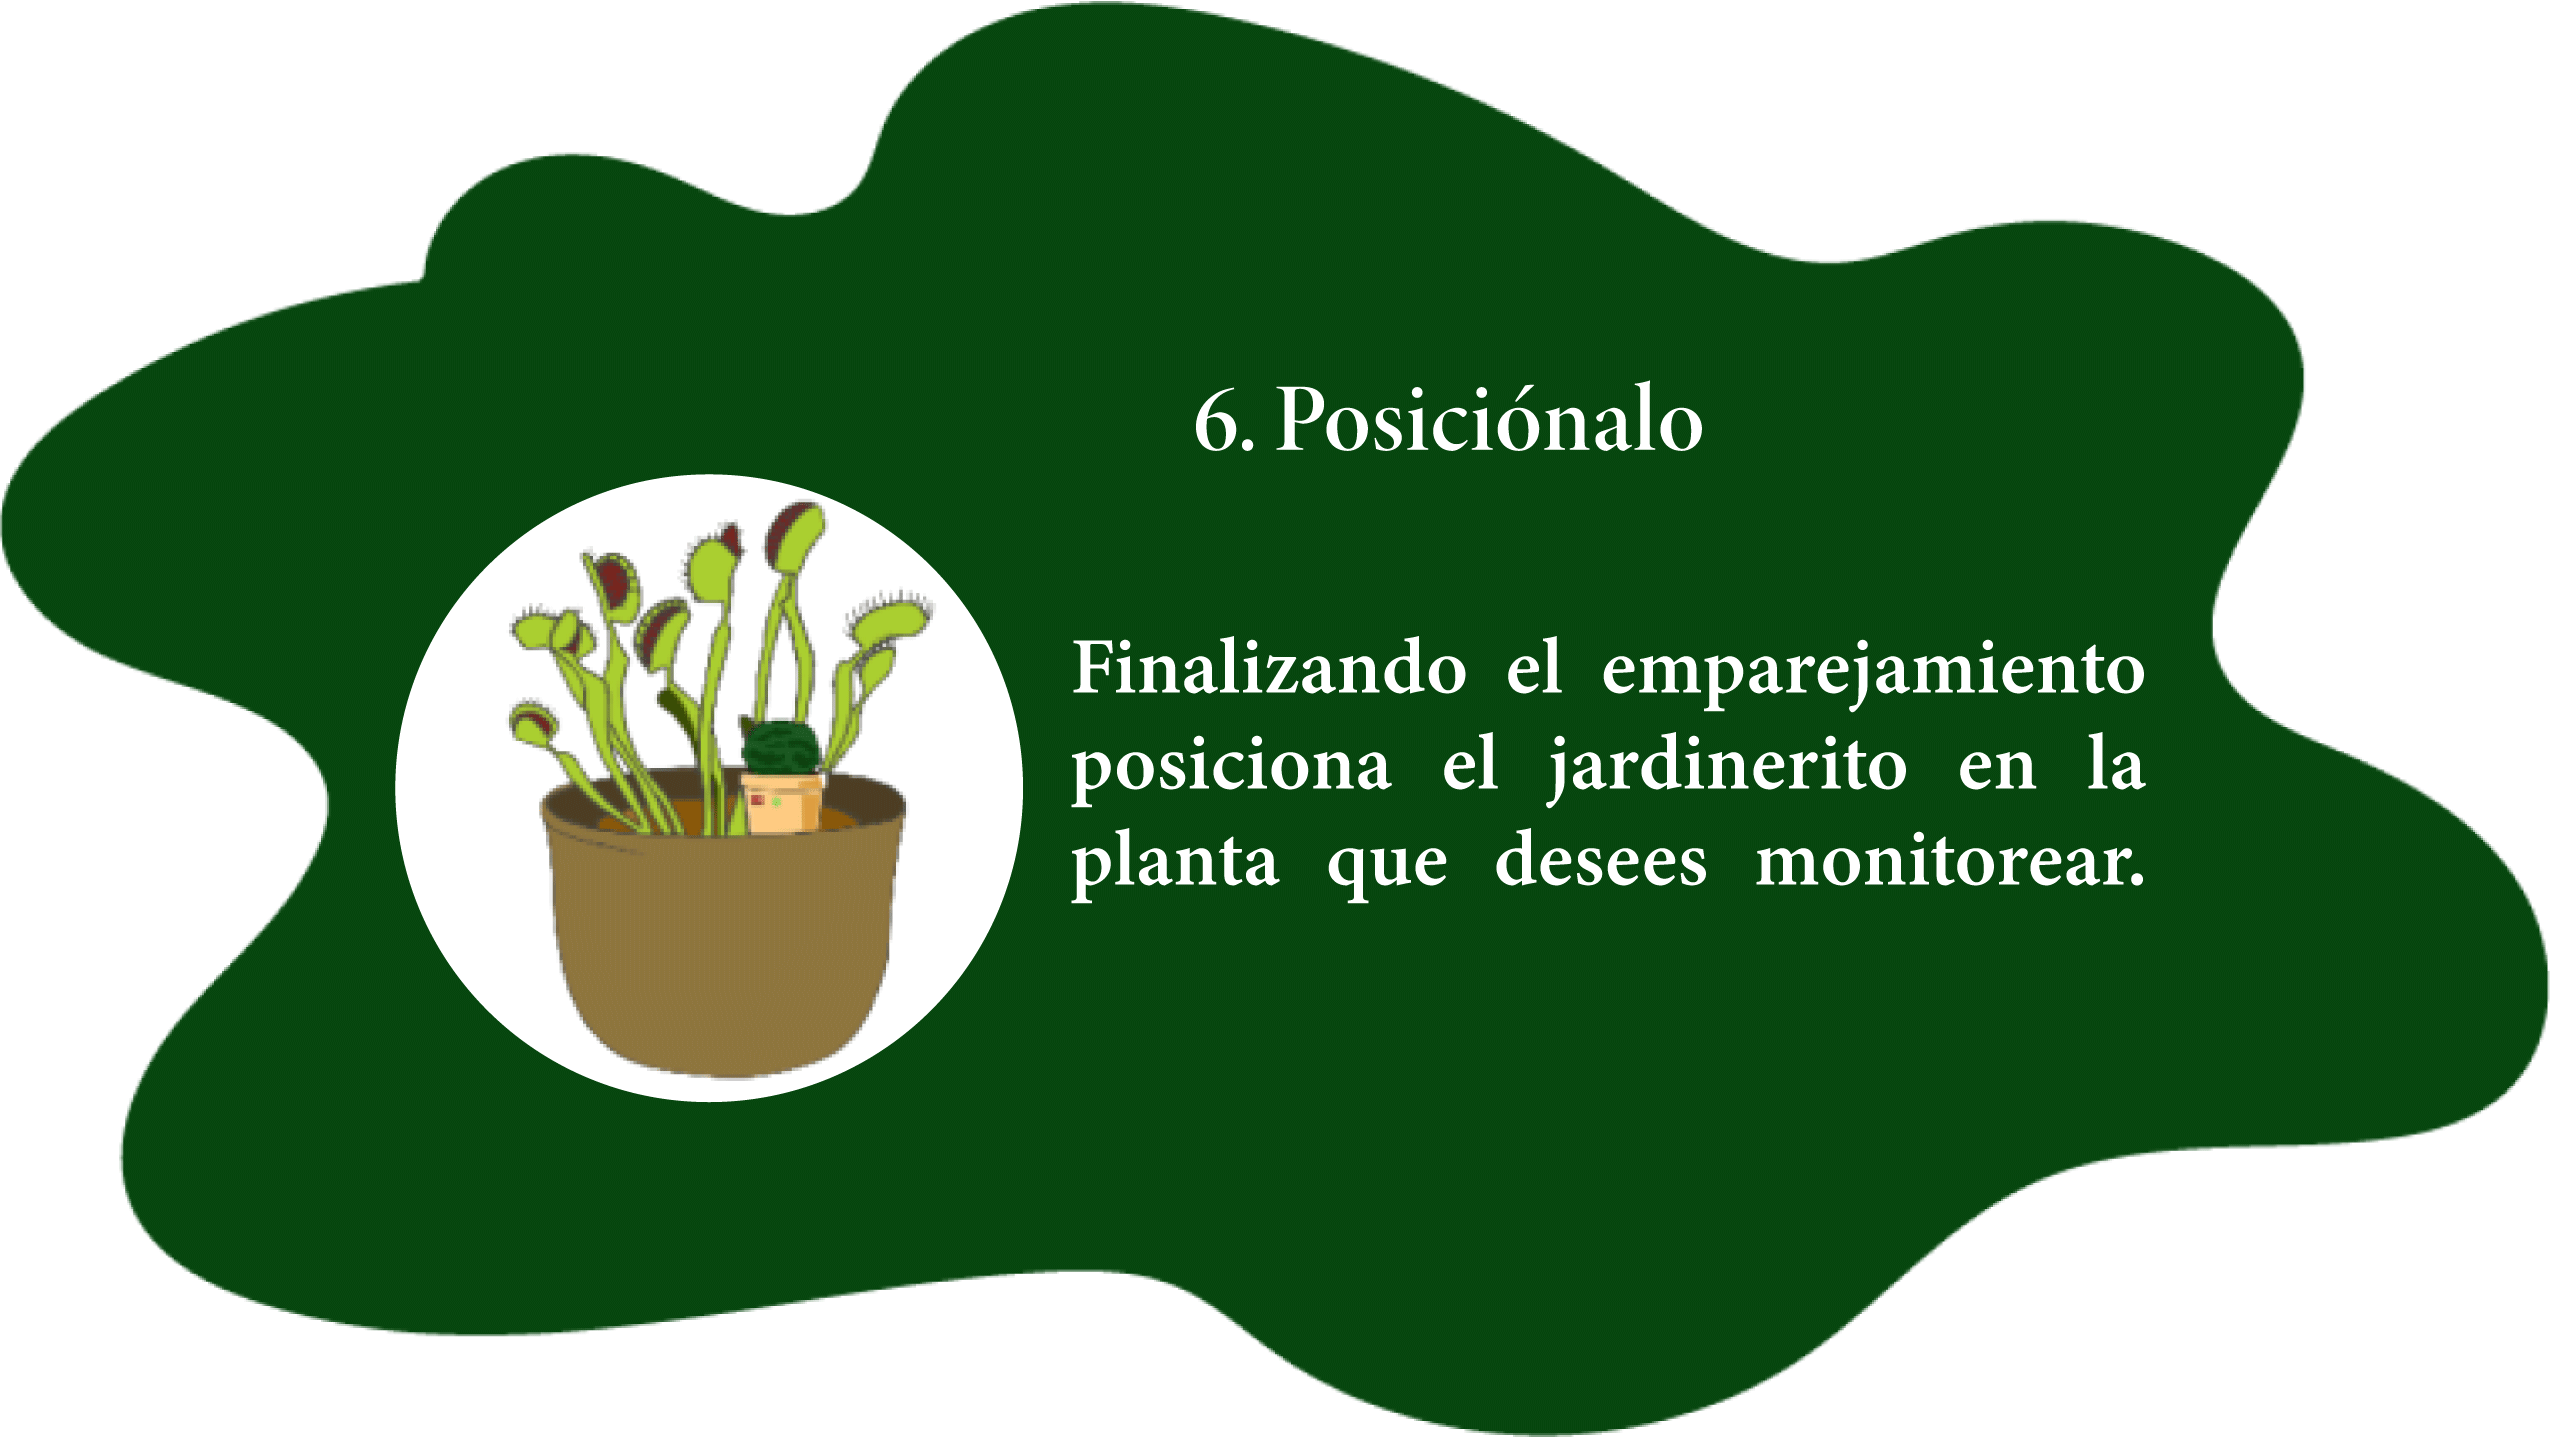 6. Posiciónalo
Finalizando el emparejamiento
posiciona el jardinerito en la
planta que desees monitorear.